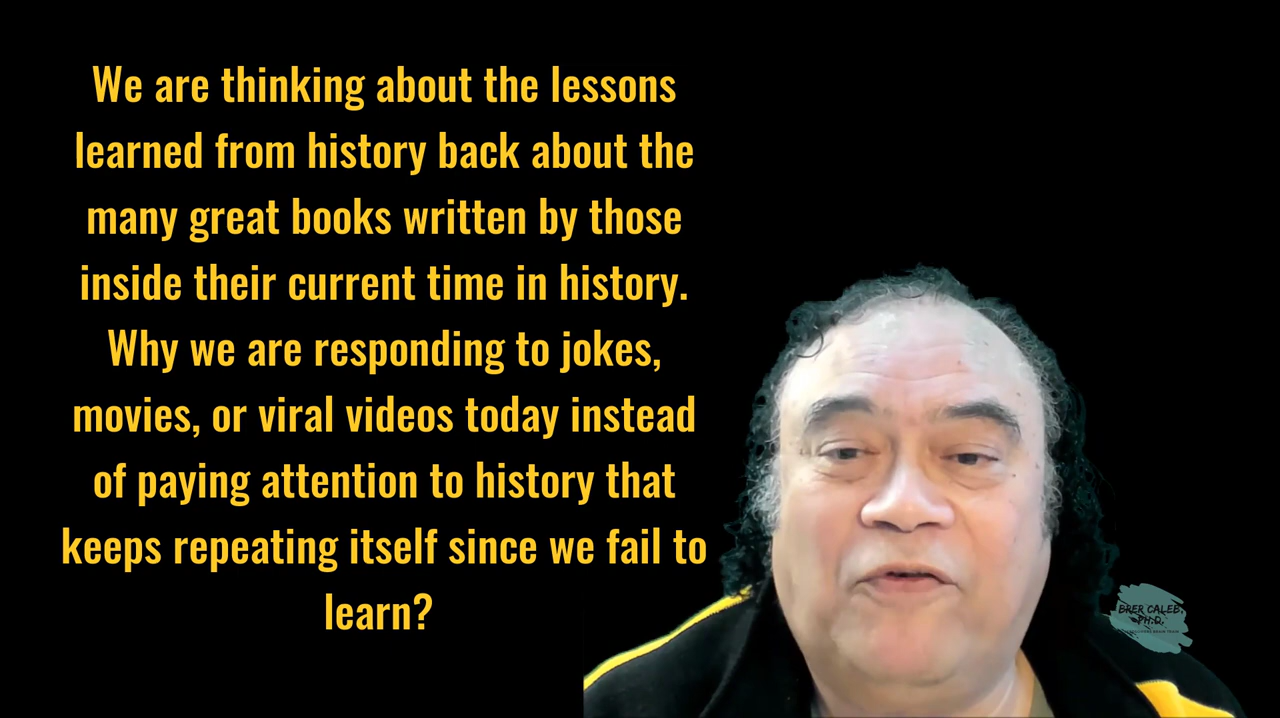 We are thinking about the lessons
learned from history back about the
many great books written by those
inside their current time in history.
Why we are responding to jokes,
movies, or viral videos today instead
of paying attention to history that
keeps repeating itself since we fail to
learn?
BRER CALEB,
PH.D.